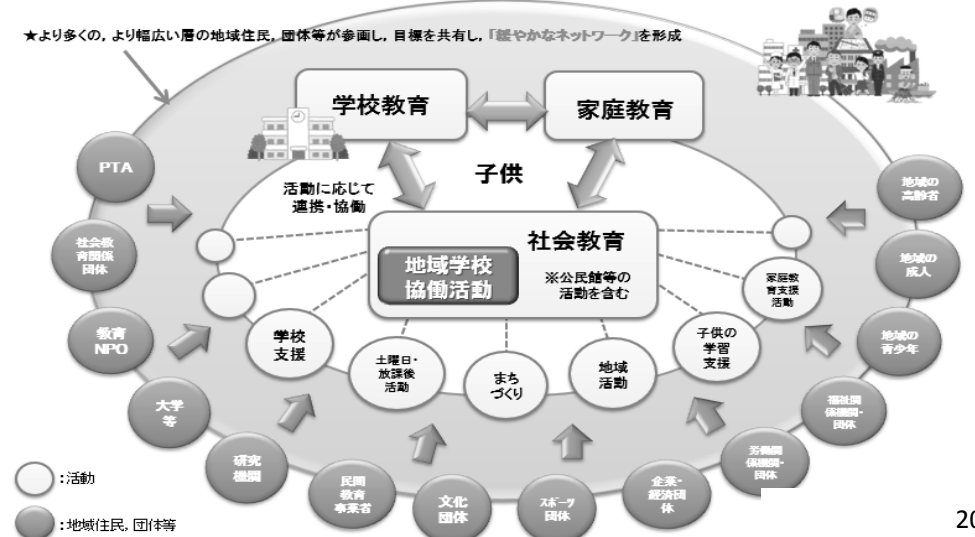 ★より多くの，より幅広い層の地域住民，団体等が参画し，目標を共有し，「緩やかなネットワーク」を形成
学校教育
家庭教育
PTA
子供
活動に応じて
連携・協働
地域の
高齢者
社会教
育関係
団体
社会教育
地域学校
協働活動
※公民館等の
活動を含む
地域の
成人
家庭教
育支援
活動
教育
NPO
学校
支援
土曜日・
放課後
活動
まち
づくり
地域
活動
子供の
学習
支援
地域の
青少年
大学
等
福祉関
係機関・
団体
研究
機関
民間
教育
事業者
文化
団体
スポーツ
団体
企業・
経済団
体
労働関
係機関・
団体
：活動
：地域住民，団体等
20